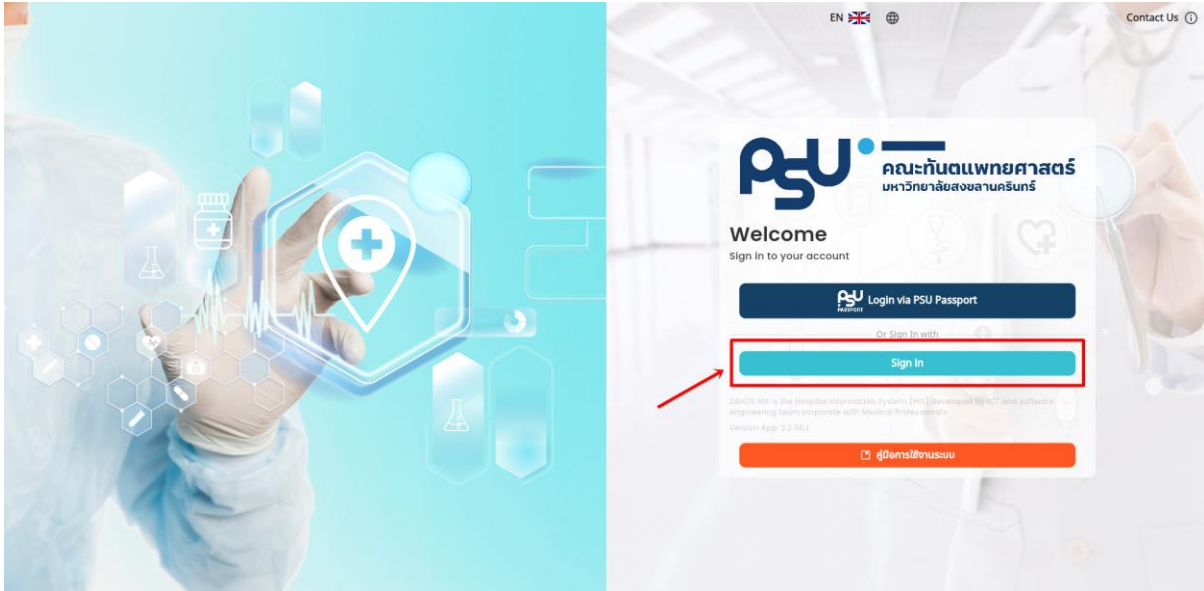 EN
Contact Us
PSU
คณะทันตแพทยศาสตร์
มหาวิทยาลัยสงขลานครินทร์
Welcome
Sign in to your account
PSU PASSPORT Login via PSU Passport
Or Sign In with
Sign In
24HOS HIS is the Hospital Information System (HIS) developed by ICT and software
engineering team corporate with Medical Professionals
Version App: 2.2.58.1
คู่มือการใช้งานระบบ